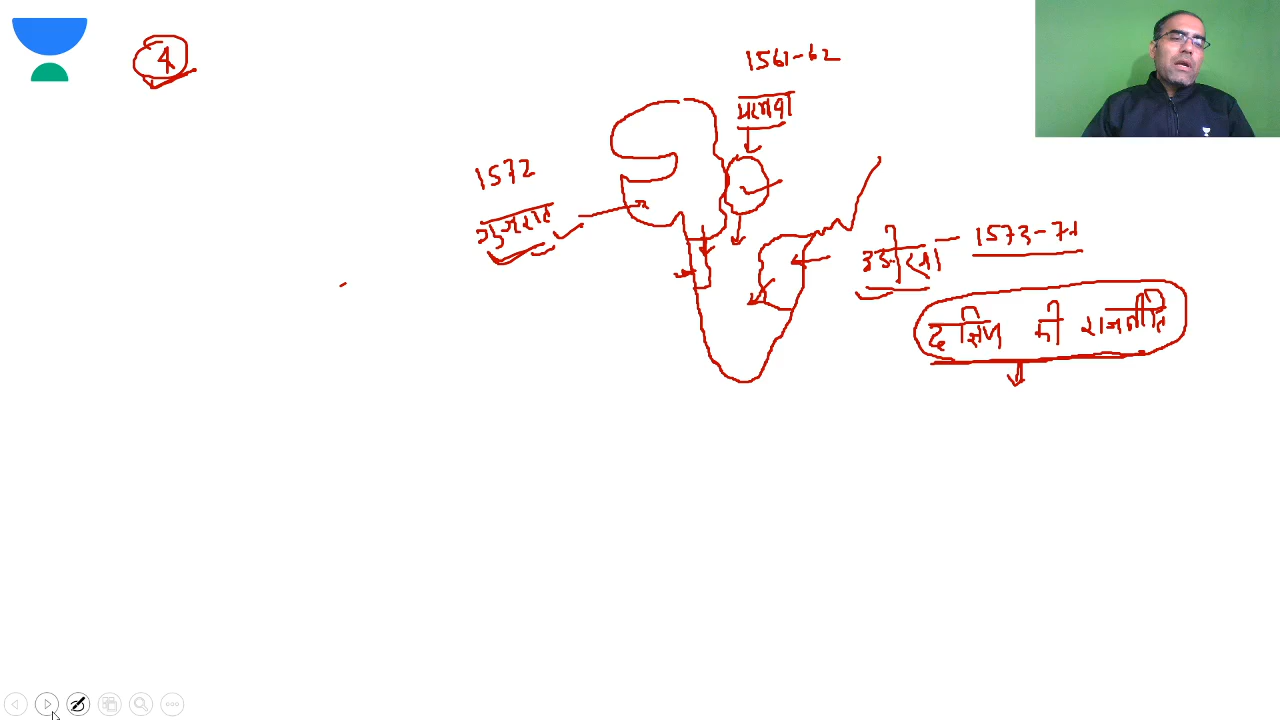 4
1561-62
मालवा
1572
गुजरात
उड़ीसा - 1573-74
दक्षिण की राजनीति